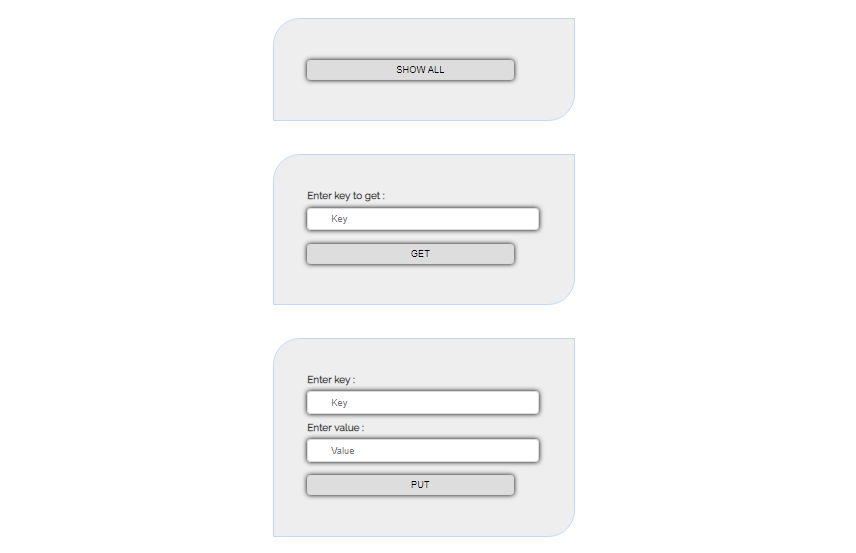 SHOW ALL
Enter key to get :
Key
GET
Enter key :
Key
Enter value :
Value
PUT